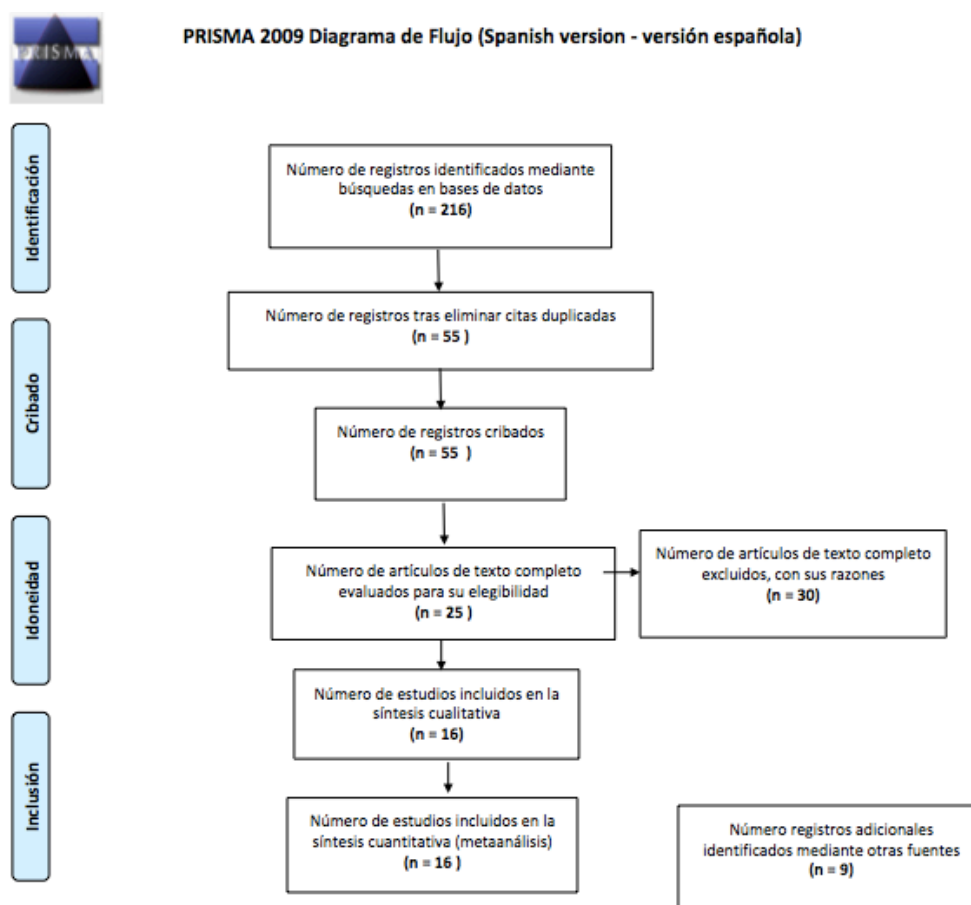 PRISMA
PRISMA 2009 Diagrama de Flujo (Spanish version - versión española)
Identificación
Número de registros identificados mediante
búsquedas en bases de datos
(n = 216)
Número de registros tras eliminar citas duplicadas
(n = 55 )
Cribado
Número de registros cribados
(n = 55 )
Idoneidad
Número de artículos de texto completo
evaluados para su elegibilidad
(n = 25 )
Número de artículos de texto completo
excluidos, con sus razones
(n = 30)
Número de estudios incluidos en la
síntesis cualitativa
(n = 16)
Inclusión
Número de estudios incluidos en la
síntesis cuantitativa (metaanálisis)
(n = 16 )
Número registros adicionales
identificados mediante otras fuentes
(n = 9)